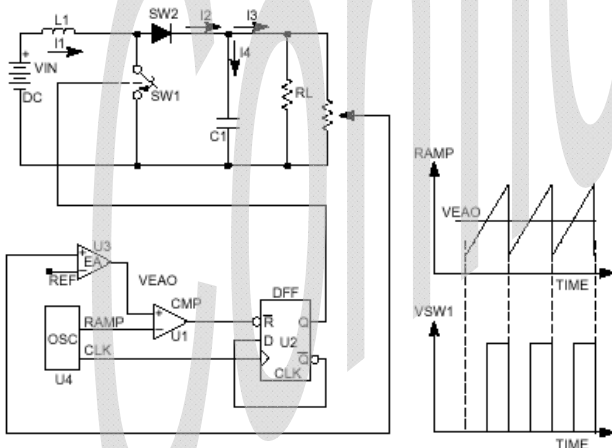 L1
SW2
I2
I3
I1
I4
+
VIN
DC
SW1
C1
RL
RAMP
VEAO
TIME
U3
+
EA
-
REF
VEAO
CMP
DFF
OSC
RAMP
CLK
U4
+
-
U1
R
Q
D
U2
Q
CLK
VSW1
TIME